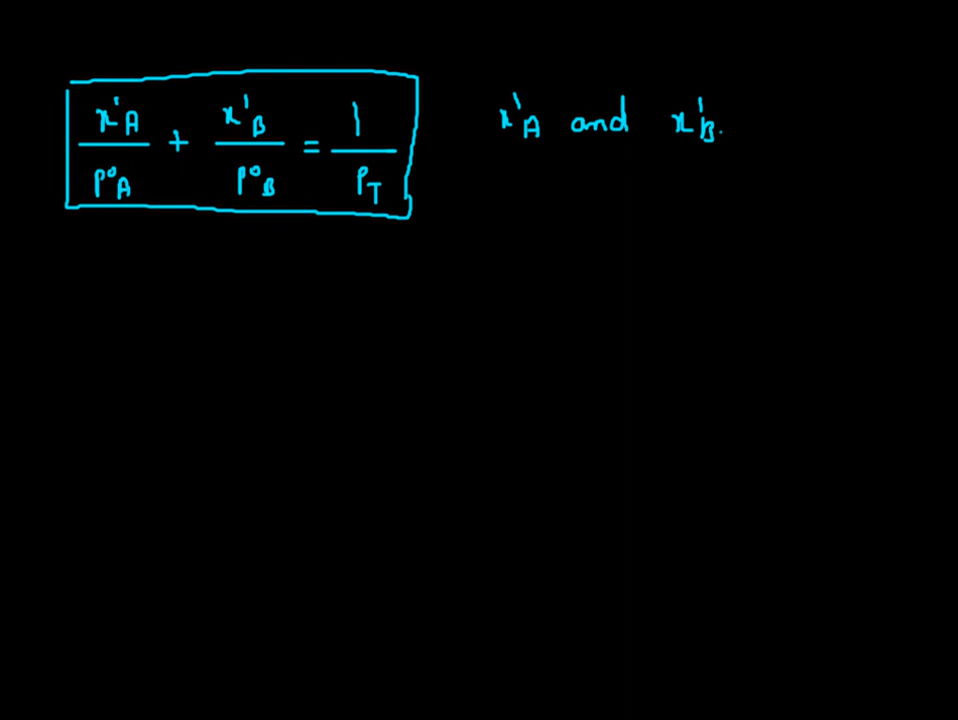 x'A/P°A + x'B/P°B = 1/PT
x'A and x'B.